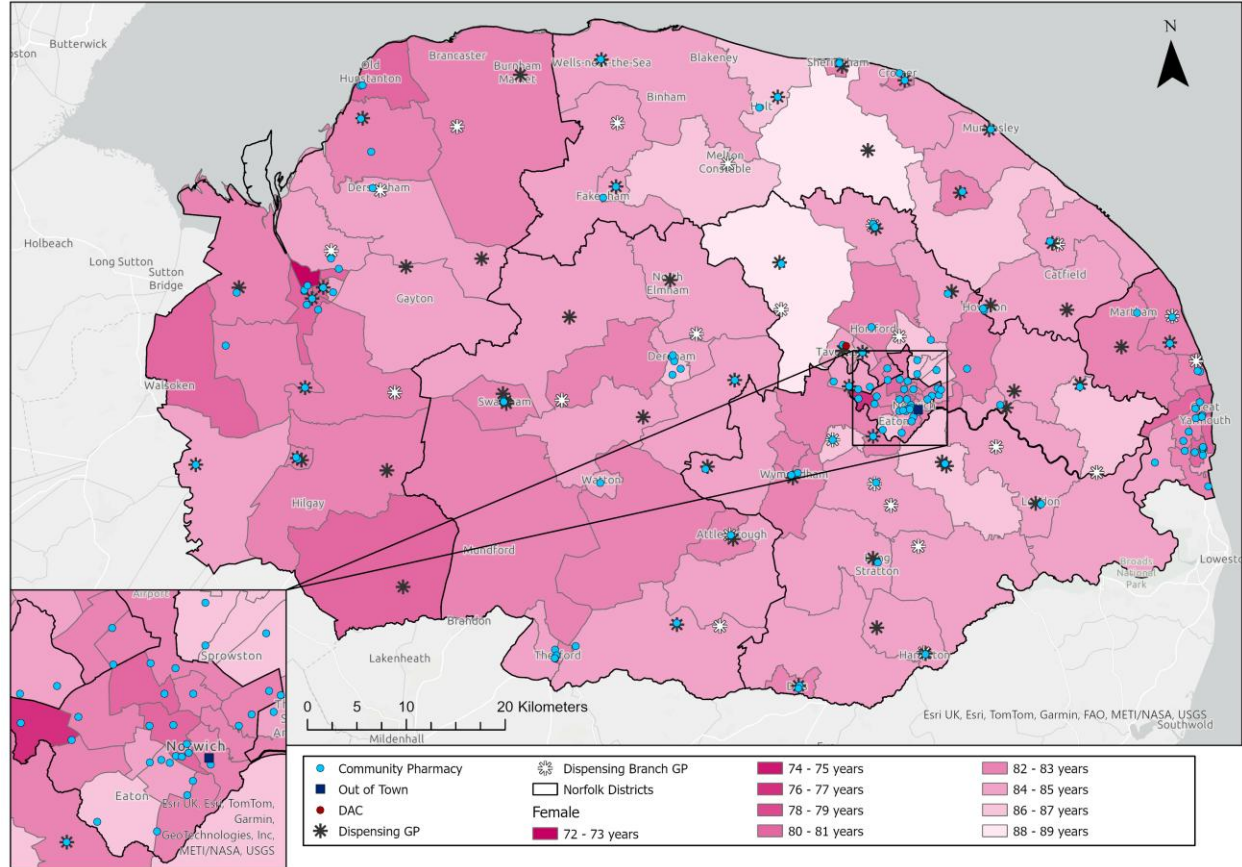 Butterwick
Brancaster
Burnham
Market
Wells-next-the-Sea
Blakeney
Sheringham
Cromer
N
Old
Hunstanton
Binham
Holt
Mundesley
Melton
Constable
Dersingham
Fakenham
Holbeach
Long Sutton
Sutton
Bridge
Gayton
North
Elmham
Catfield
Hoveton
Martham
Horsford
Taverham
Dereham
Walsoken
Swaffham
Norwich
Eaton
Great
Yarmouth
Hilgay
Watton
Wymondham
Loddon
Attleborough
Mundford
Long
Stratton
Broads
National
Park
Brandon
Lakenheath
Thetford
Harleston
Diss
0 5 10 20 Kilometers
Mildenhall
Esri UK, Esri, TomTom, Garmin, FAO, METI/NASA, USGS
Southwold
Airport
Sprowston
Norwich
Eaton
Esri UK, Esri, TomTom,
Garmin,
GeoTechnologies, Inc,
METI/NASA, USGS
Community Pharmacy
Out of Town
DAC
Dispensing GP
Dispensing Branch GP
Norfolk Districts
Female
72 - 73 years
74 - 75 years
76 - 77 years
78 - 79 years
80 - 81 years
82 - 83 years
84 - 85 years
86 - 87 years
88 - 89 years